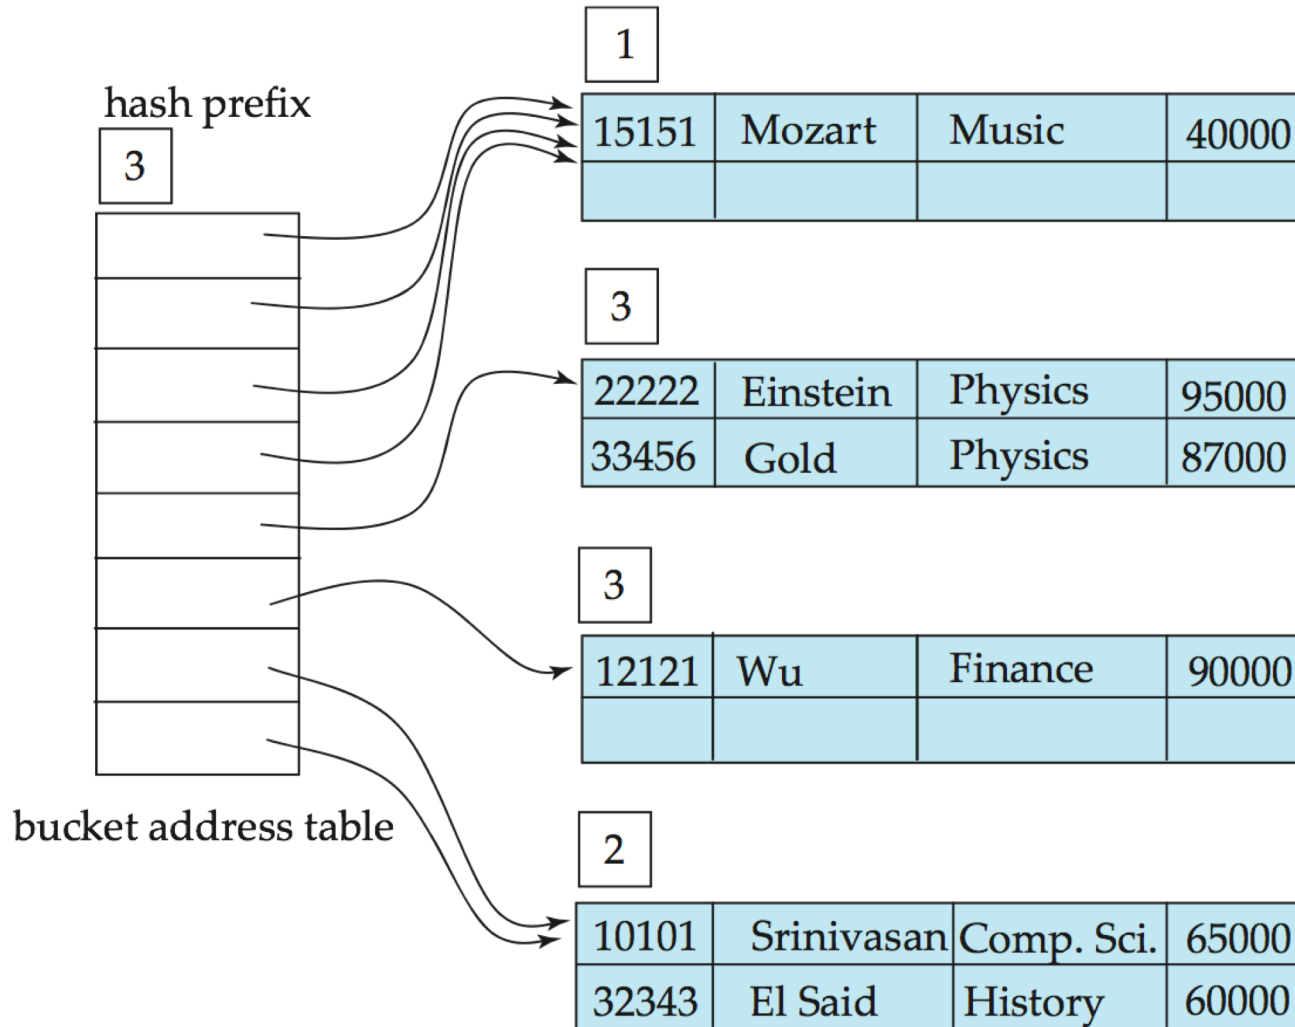 hash prefix
3
bucket address table
1
15151 Mozart Music 40000
3
22222 Einstein Physics 95000
33456 Gold Physics 87000
3
12121 Wu Finance 90000
2
10101 Srinivasan Comp. Sci. 65000
32343 El Said History 60000